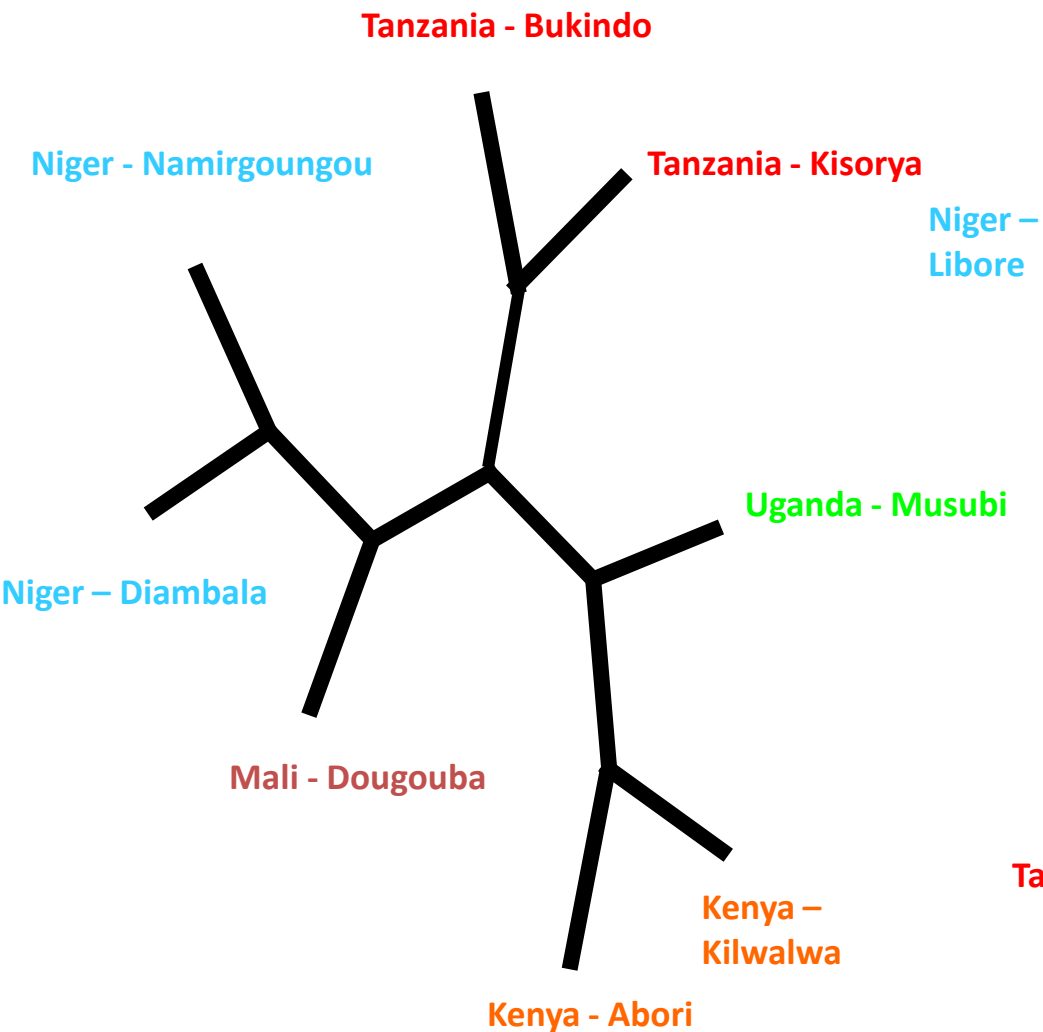 Tanzania - Bukindo
Niger - Namirgoungou
Tanzania - Kisorya
Niger –
Libore
Uganda - Musubi
Niger – Diambala
Mali - Dougouba
Kenya –
Kilwalwa
Kenya - Abori